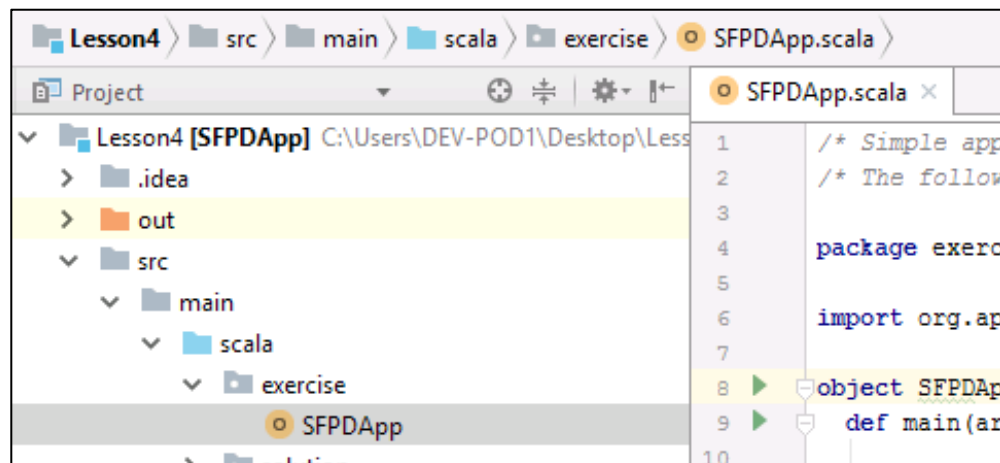 Lesson4 src main scala exercise SFPDApp.scala
Project
SFPDApp.scala
Lesson4 [SFPDApp] C:\Users\DEV-POD1\Desktop\Less
.idea
out
src
main
scala
exercise
SFPDApp
1 /* Simple app
2 /* The follow
3
4 package exerc
5
6 import org.ap
7
8 object SFPDAp
9 def main(ar
10